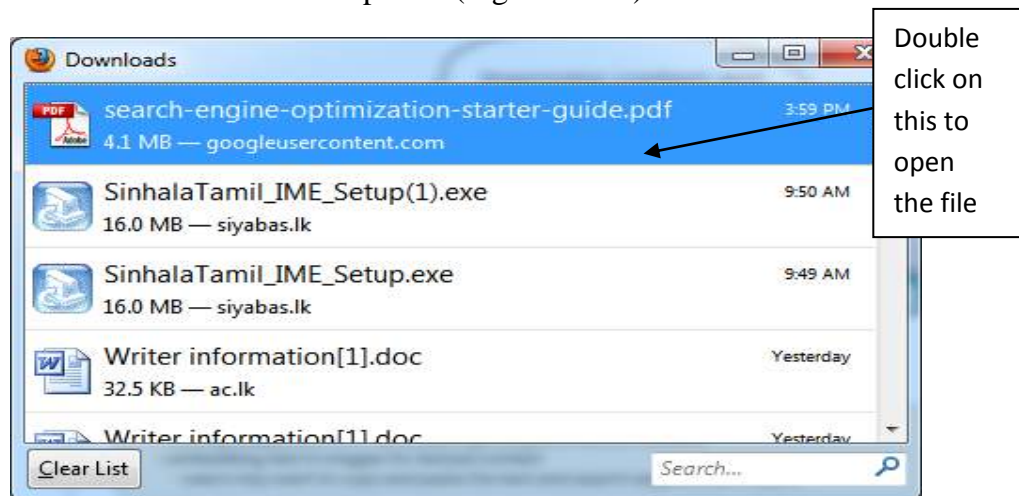 Downloads
search-engine-optimization-starter-guide.pdf 3:59 PM
4.1 MB — googleusercontent.com
SinhalaTamil_IME_Setup(1).exe 9:50 AM
16.0 MB — siyabas.lk
SinhalaTamil_IME_Setup.exe 9:49 AM
16.0 MB — siyabas.lk
Writer information[1].doc Yesterday
32.5 KB — ac.lk
Writer information[1].doc Yesterday
Clear List Search...
Double
click on
this to
open
the file